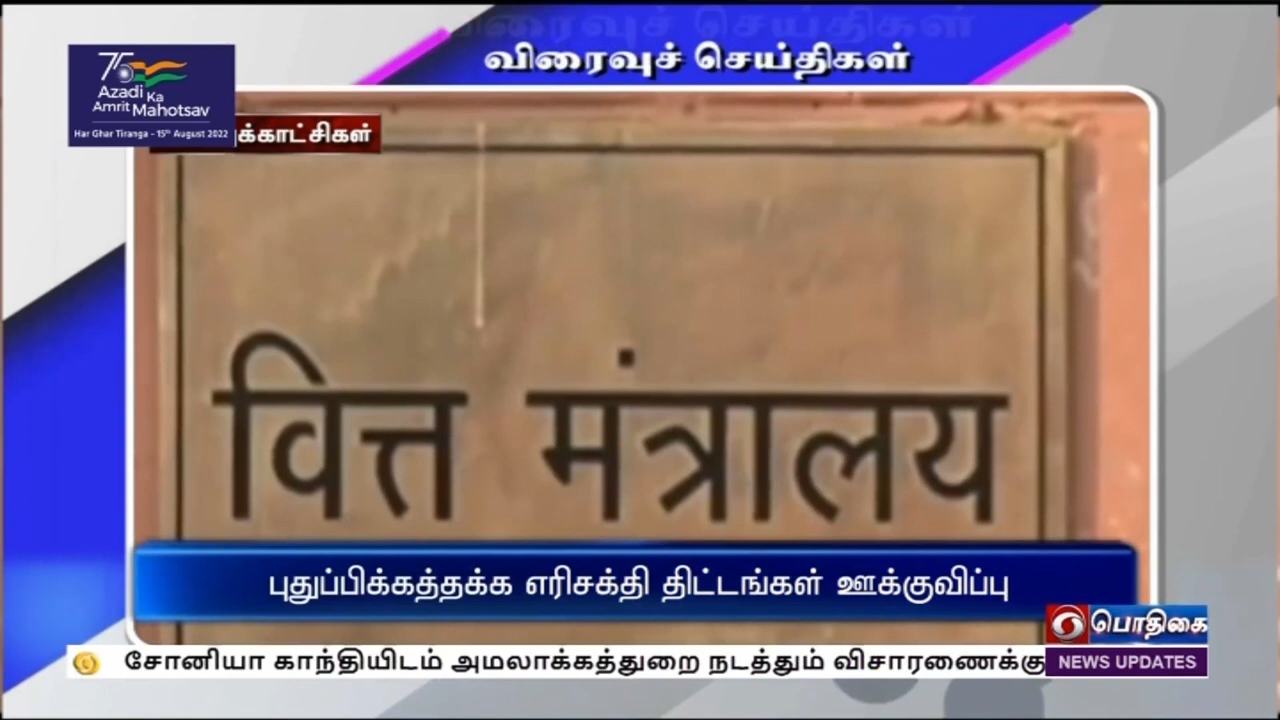 விரைவுச் செய்திகள்
75
Azadi
Ka
Amrit Mahotsav
Har Ghar Tiranga - 15th August 2022
वित्त मंत्रालय
புதுப்பிக்கத்தக்க எரிசக்தி திட்டங்கள் ஊக்குவிப்பு
பொதிகை
சோனியா காந்தியிடம் அமலாக்கத்துறை நடத்தும் விசாரணைக்கு
NEWS UPDATES